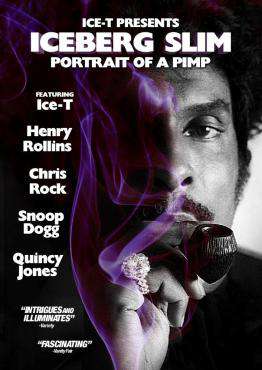 ICE-T PRESENTS
ICEBERG SLIM
PORTRAIT OF A PIMP
FEATURING
Ice-T
Henry
Rollins
Chris
Rock
Snoop
Dogg
Quincy
Jones
"INTRIGUES AND
ILLUMINATES"
-Variety
"FASCINATING"
-Vanity Fair